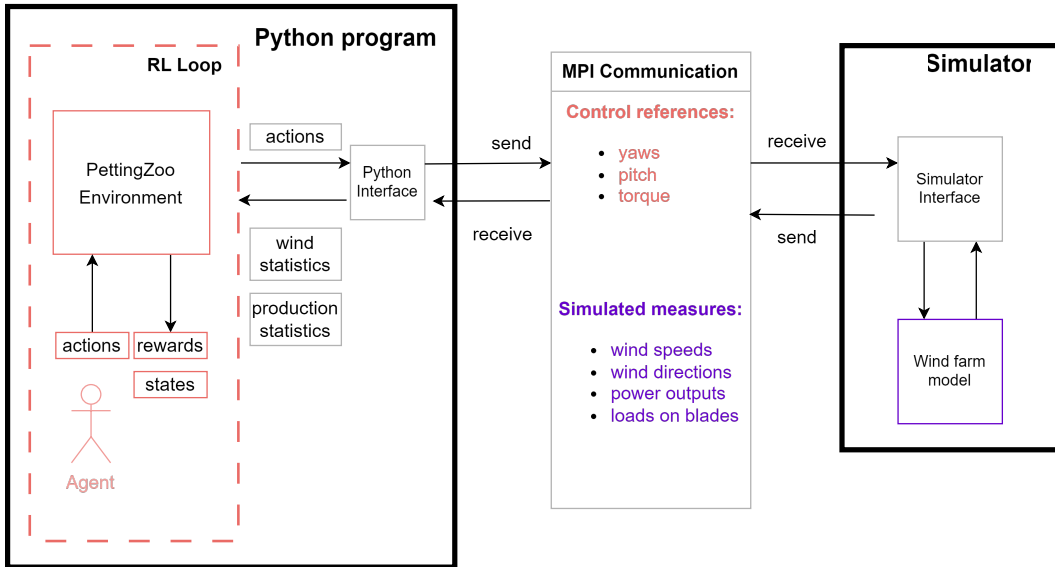 Python program
RL Loop
PettingZoo
Environment
actions
rewards
states
Agent
actions
wind
statistics
production
statistics
Python
Interface
send
receive
MPI Communication
Control references:
yaws
pitch
torque
Simulated measures:
wind speeds
wind directions
power outputs
loads on blades
receive
send
Simulator
Simulator
Interface
Wind farm
model